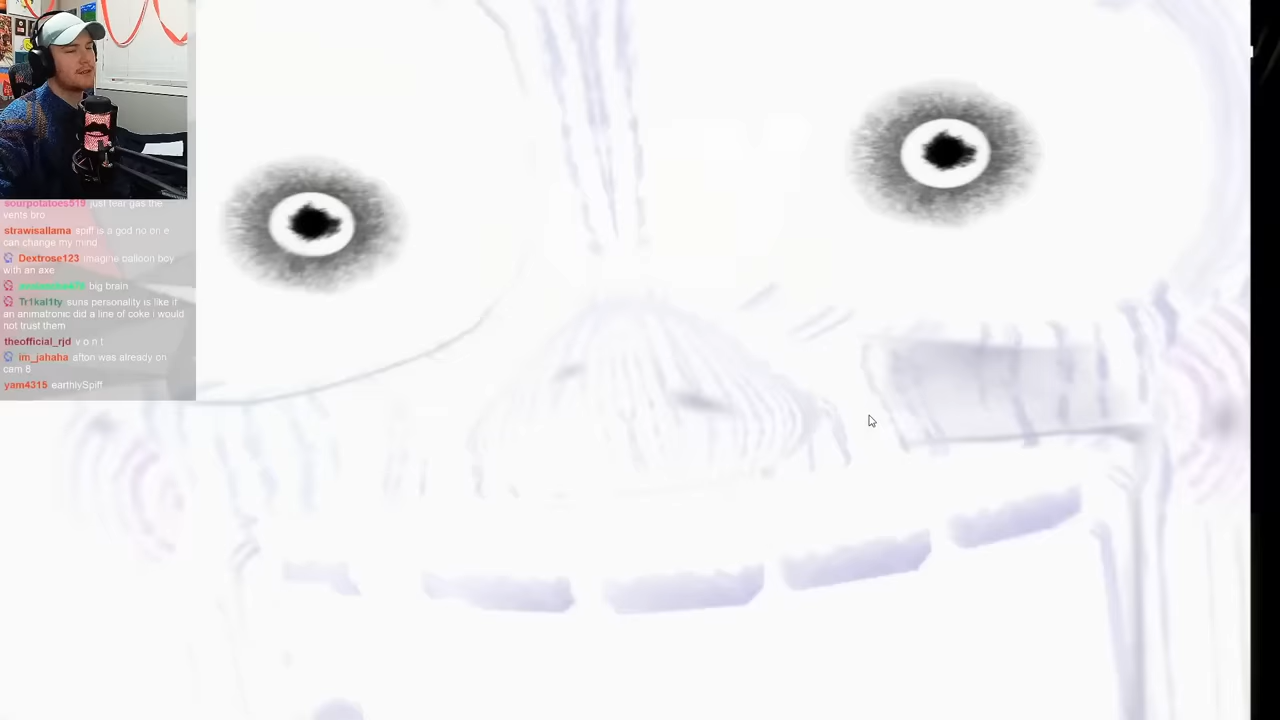 sourpotatoes519 just tear gas the
vents bro
strawisallama spiff is a god no on e
can change my mind
Dextrose123 imagine balloon boy
with an axe
big brain
Tr1kal1ty suns personality is like if
an animatronic did a line of coke i would
not trust them
theofficial_rjd v o n t
im_jahaha afton was already on
cam 8
yam4315 earthlySpiff